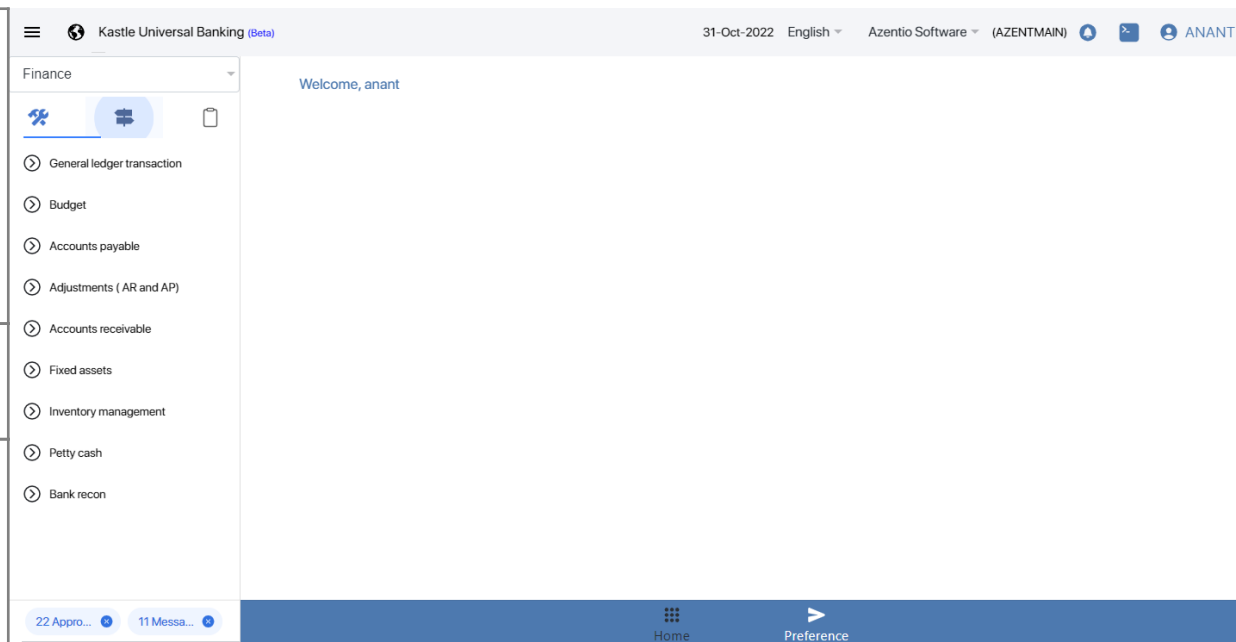 Kastle Universal Banking (Beta)
31-Oct-2022 English Azentio Software (AZENTMAIN) ANANT
Finance
Welcome, anant
General ledger transaction
Budget
Accounts payable
Adjustments ( AR and AP)
Accounts receivable
Fixed assets
Inventory management
Petty cash
Bank recon
22 Appro... 11 Messa...
Home Preference